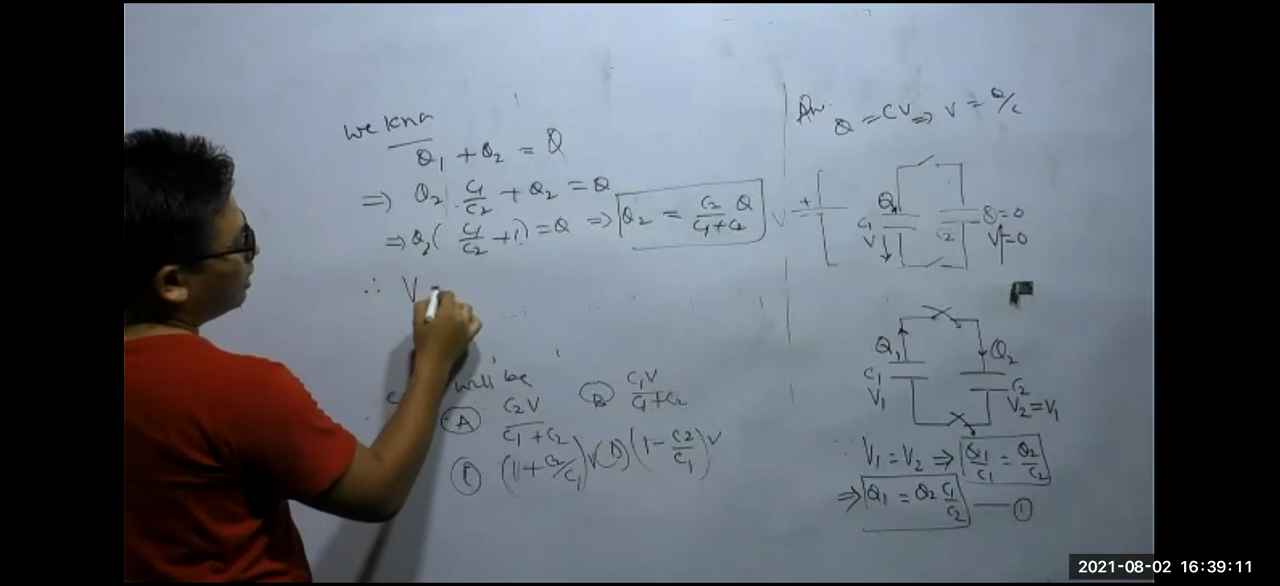 we kno
Q₁ + Q₂ = Q
⇒ Q₂ C₁/C₂ + Q₂ = Q
⇒ Q₂ ( C₁/C₂ + 1 ) = Q ⇒ Q₂ = C₂/C₁+C₂ Q
∴ V
will be
(A) C₂V/C₁+C₂ (B) C₁V/C₁+C₂
(1 + C₂/C₁)V (D) (1 - C₂/C₁)V
An. Q = CV ⇒ V = Q/C
V + C₁ Q V C₂ Q=0 V=0
Q₁ C₁ V₁ Q₂ C₂ V₂=V₁
∴ V₁ = V₂ ⇒ Q₁/C₁ = Q₂/C₂
⇒ Q₁ = Q₂ C₁/C₂ — (1)
2021-08-02 16:39:11